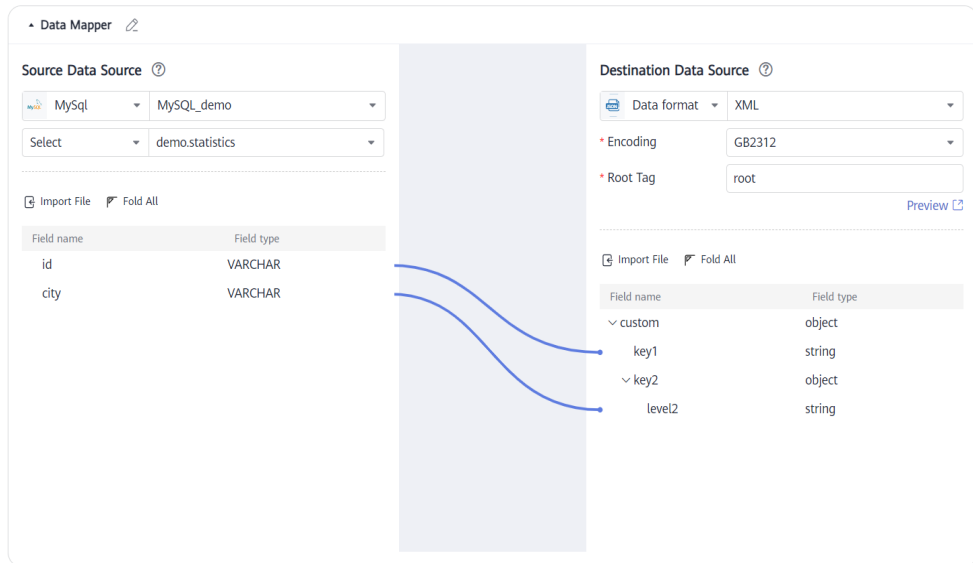 Data Mapper
Source Data Source
MySql MySQL_demo
Select demo.statistics
Import File Fold All
Field name Field type
id VARCHAR
city VARCHAR
Destination Data Source
Data format XML
* Encoding GB2312
* Root Tag root
Preview
Import File Fold All
Field name Field type
custom object
key1 string
key2 object
level2 string